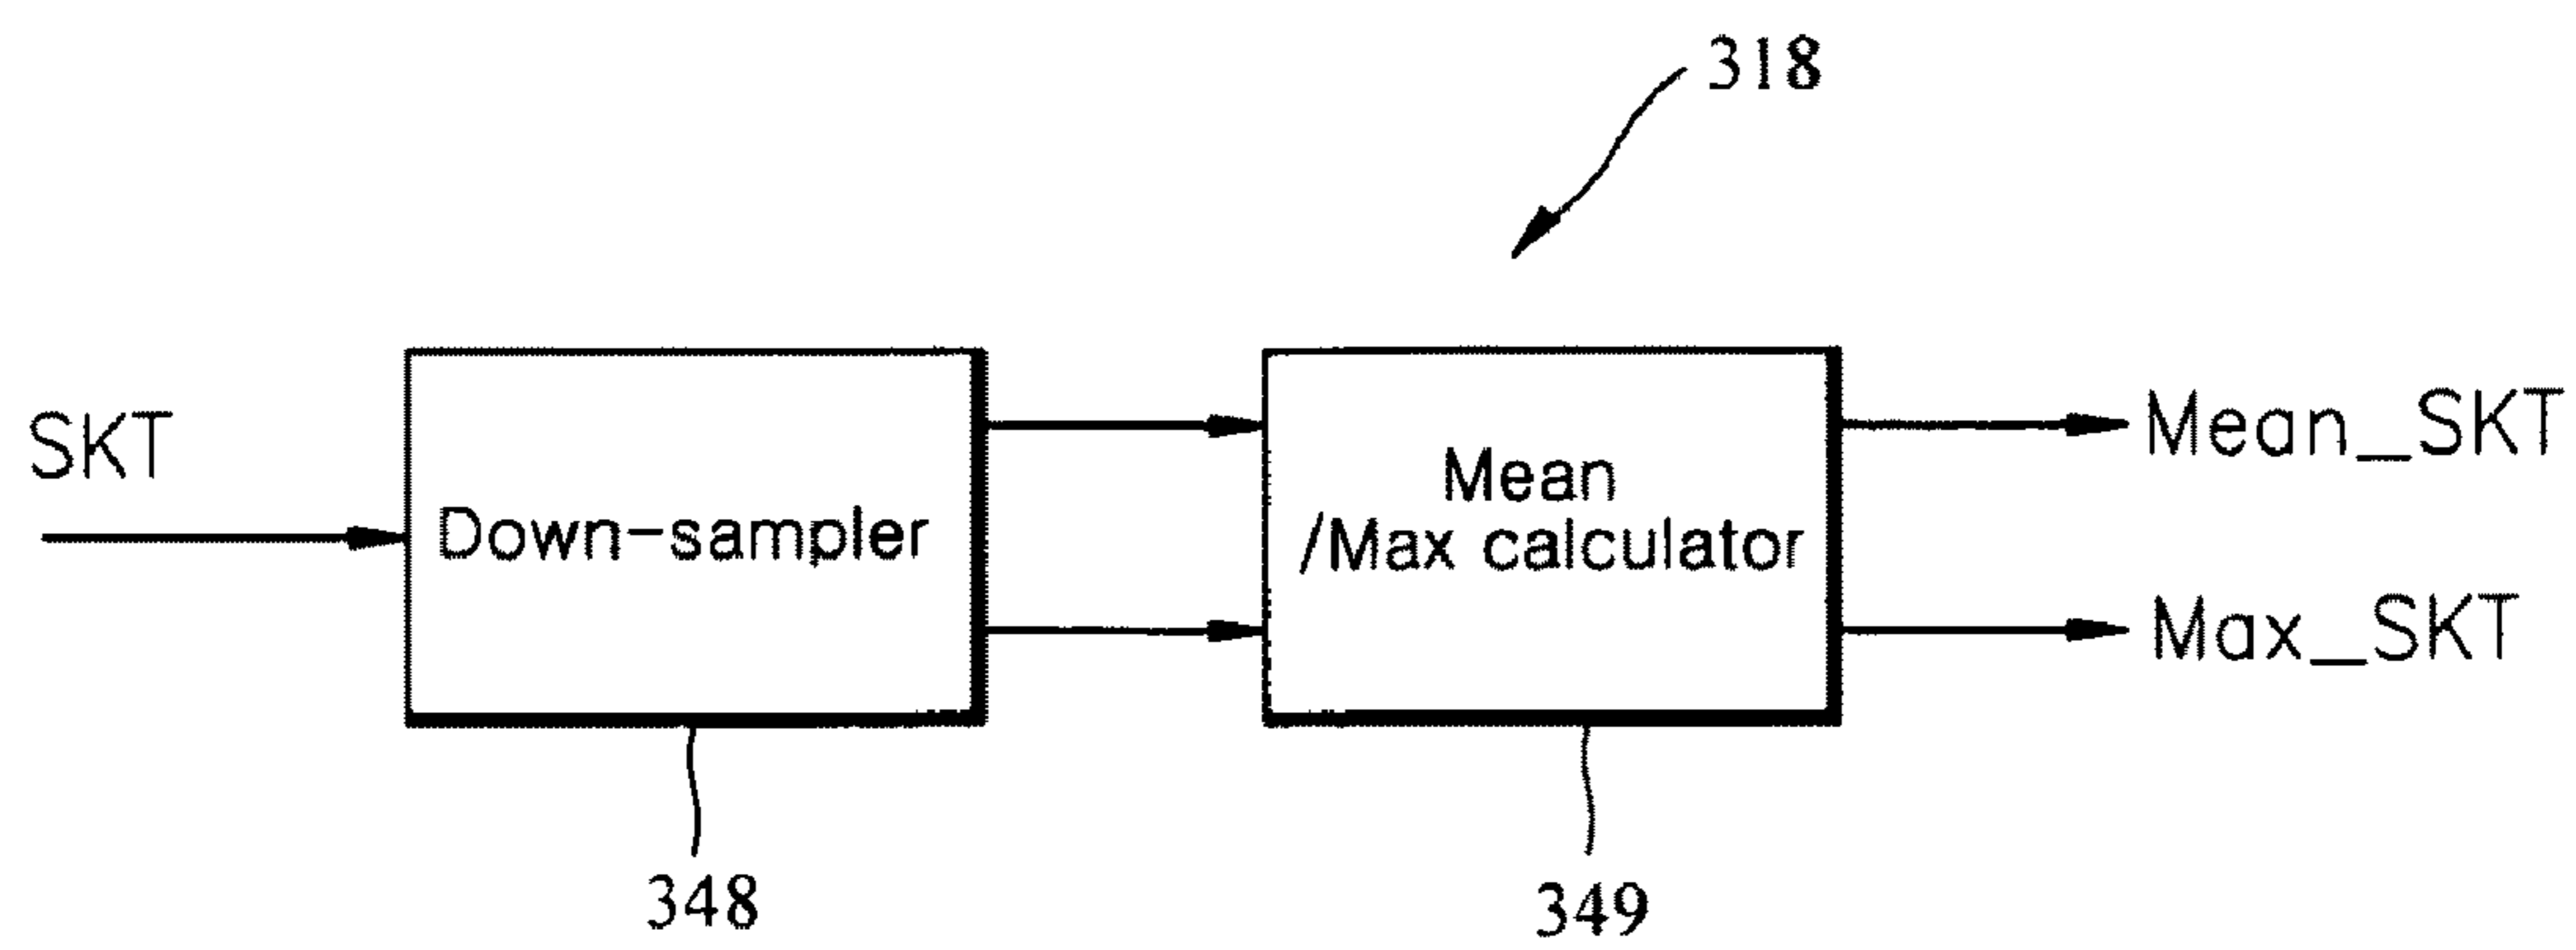 318
SKT
Down-sampler
Mean
/Max calculator
Mean_SKT
Max_SKT
348
349